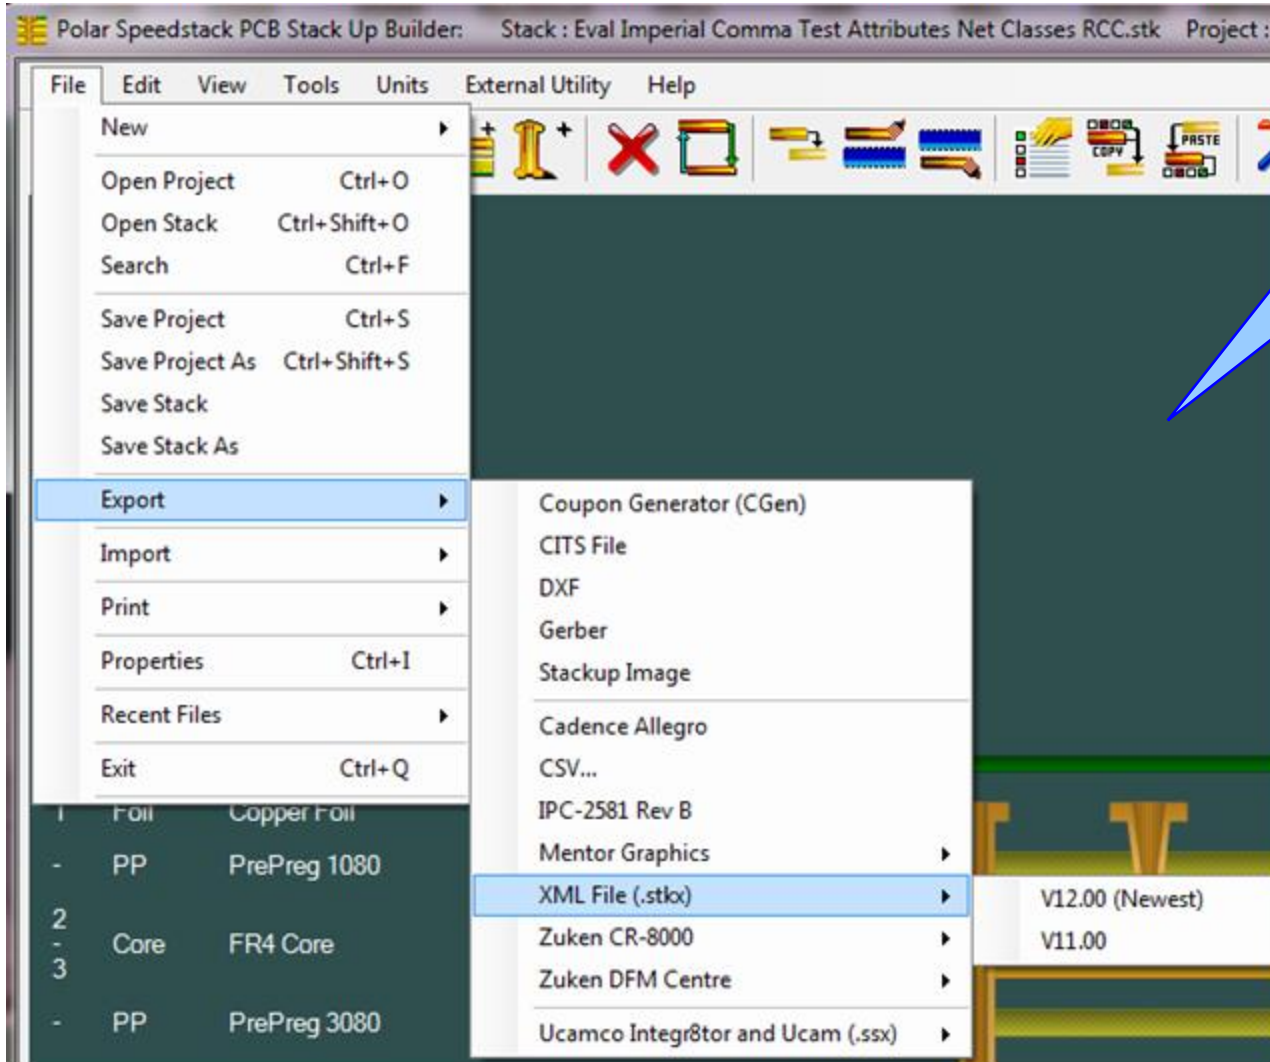 Polar Speedstack PCB Stack Up Builder: Stack : Eval Imperial Comma Test Attributes Net Classes RCC.stk Project :
File Edit View Tools Units External Utility Help
COPY PASTE
New
Open Project Ctrl+O
Open Stack Ctrl+Shift+O
Search Ctrl+F
Save Project Ctrl+S
Save Project As Ctrl+Shift+S
Save Stack
Save Stack As
Export
Import
Print
Properties Ctrl+I
Recent Files
Exit Ctrl+Q
Coupon Generator (CGen)
CITS File
DXF
Gerber
Stackup Image
Cadence Allegro
CSV...
IPC-2581 Rev B
Mentor Graphics
XML File (.stkx)
Zuken CR-8000
Zuken DFM Centre
Ucamco Integr8tor and Ucam (.ssx)
V12.00 (Newest)
V11.00
1 Foil Copper Foil
- PP PrePreg 1080
2
- Core FR4 Core
3
- PP PrePreg 3080